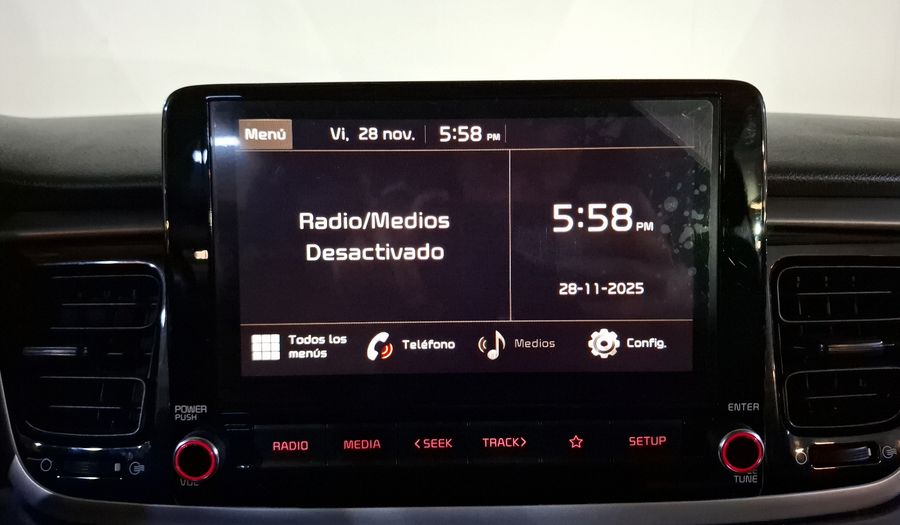 Menú Vi, 28 nov. 5:58 PM
Radio/Medios
Desactivado
5:58 PM
28-11-2025
Todos los
menús
Teléfono
Medios
Config.
POWER
PUSH
ENTER
RADIO MEDIA <SEEK TRACK> SETUP
VOL
TUNE